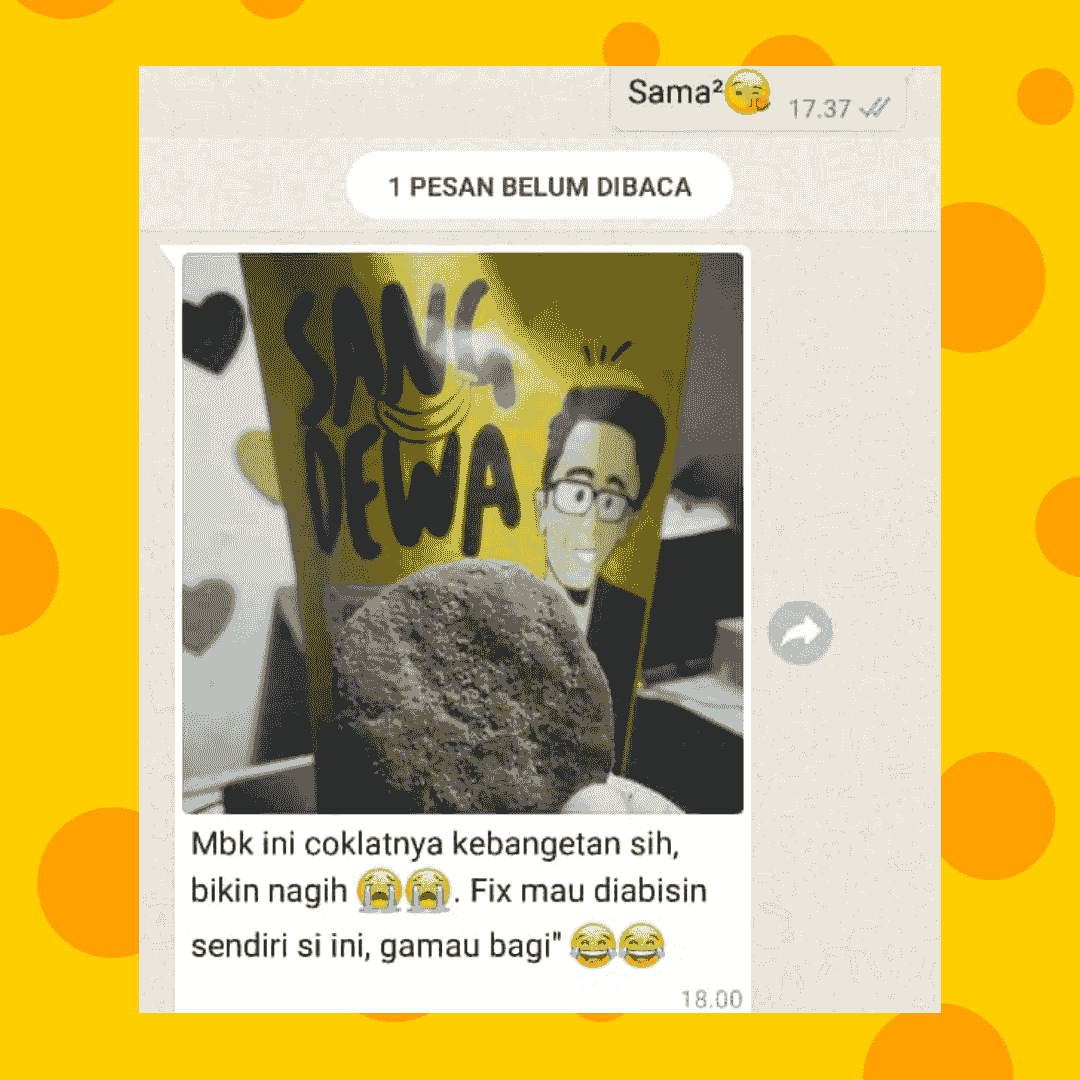 Sama²😪
17.37
1 PESAN BELUM DIBACA
SANG
DEWA
Mbk ini coklatnya kebangetan sih,
bikin nagih 😭😭. Fix mau diabisin
sendiri si ini, gamau bagi" 😂😂
18.00